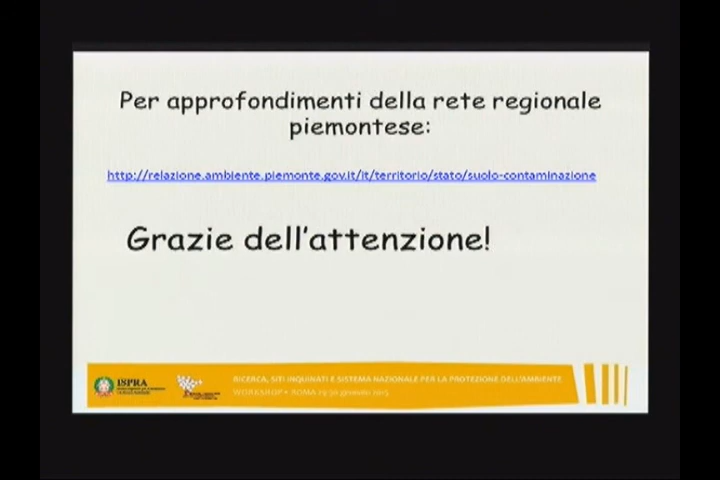 Per approfondimenti della rete regionale
piemontese:
http://relazione.ambiente.piemonte.gov.it/it/territorio/stato/suolo-contaminazione
Grazie dell'attenzione!
ISPRA
RICERCA, SITI INQUINATI E SISTEMA NAZIONALE PER LA PROTEZIONE DELL'AMBIENTE
WORKSHOP • ROMA